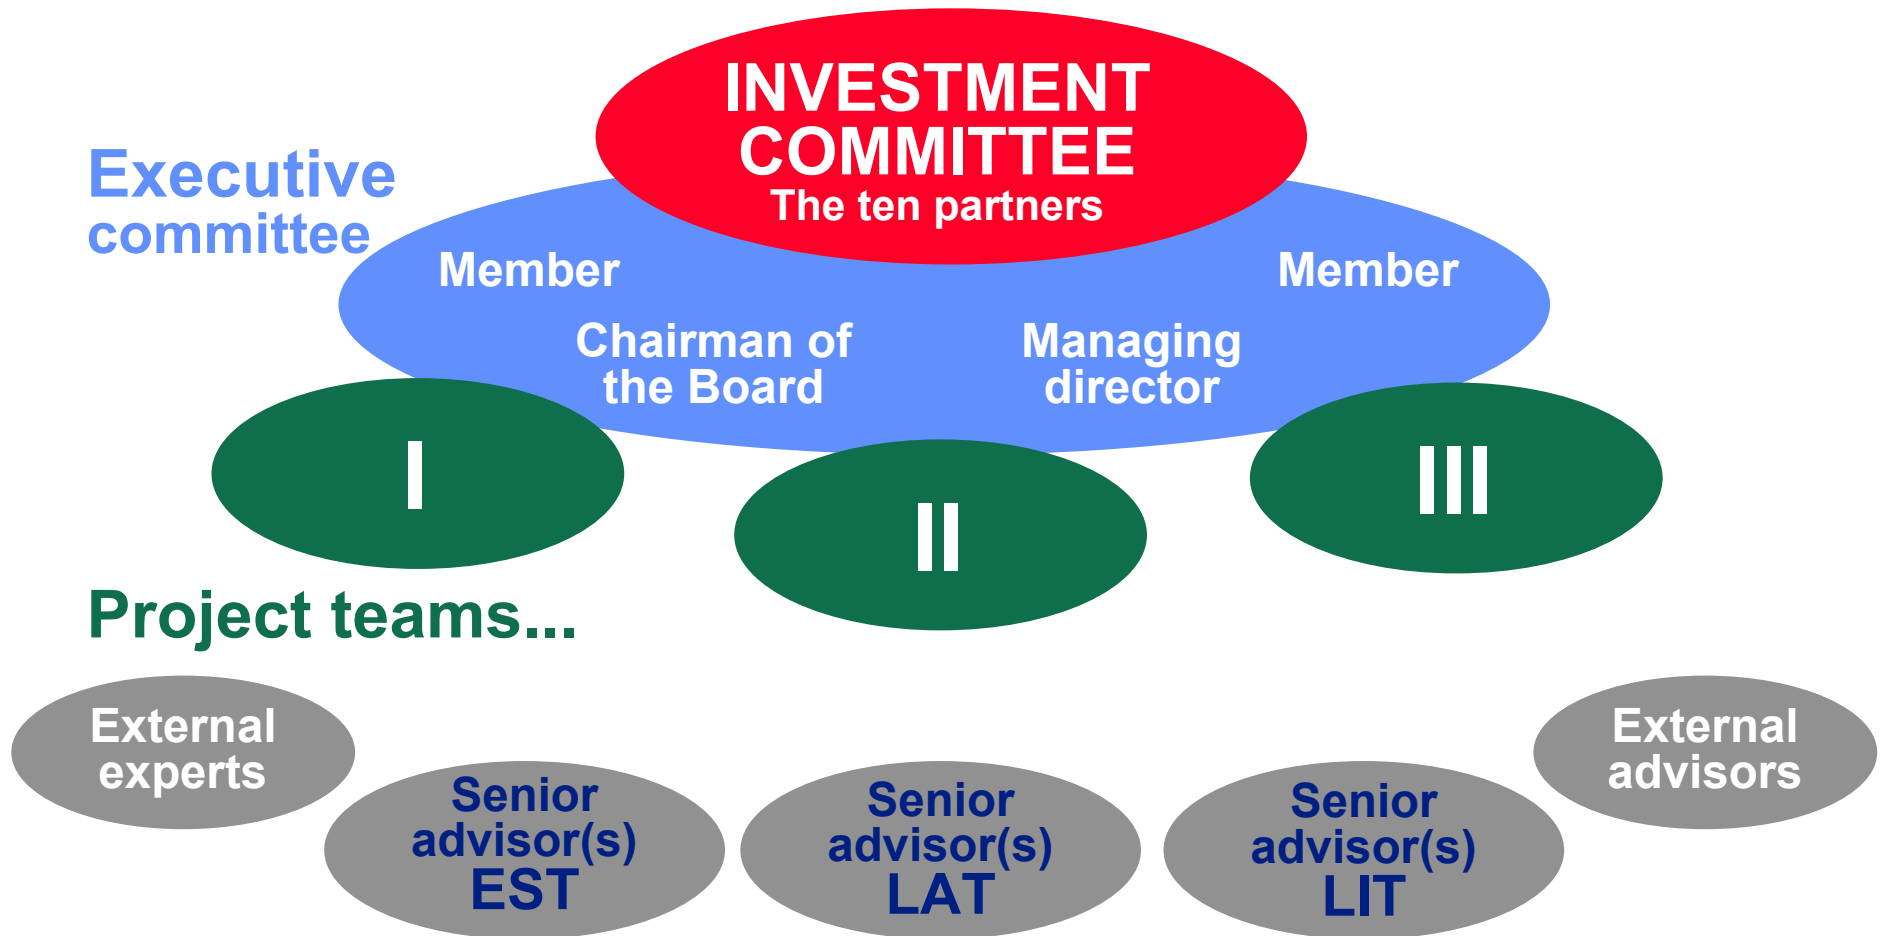 INVESTMENT
COMMITTEE
The ten partners
Executive
committee
Member
Member
Chairman of
the Board
Managing
director
I
II
III
Project teams...
External
experts
External
advisors
Senior
advisor(s)
EST
Senior
advisor(s)
LAT
Senior
advisor(s)
LIT